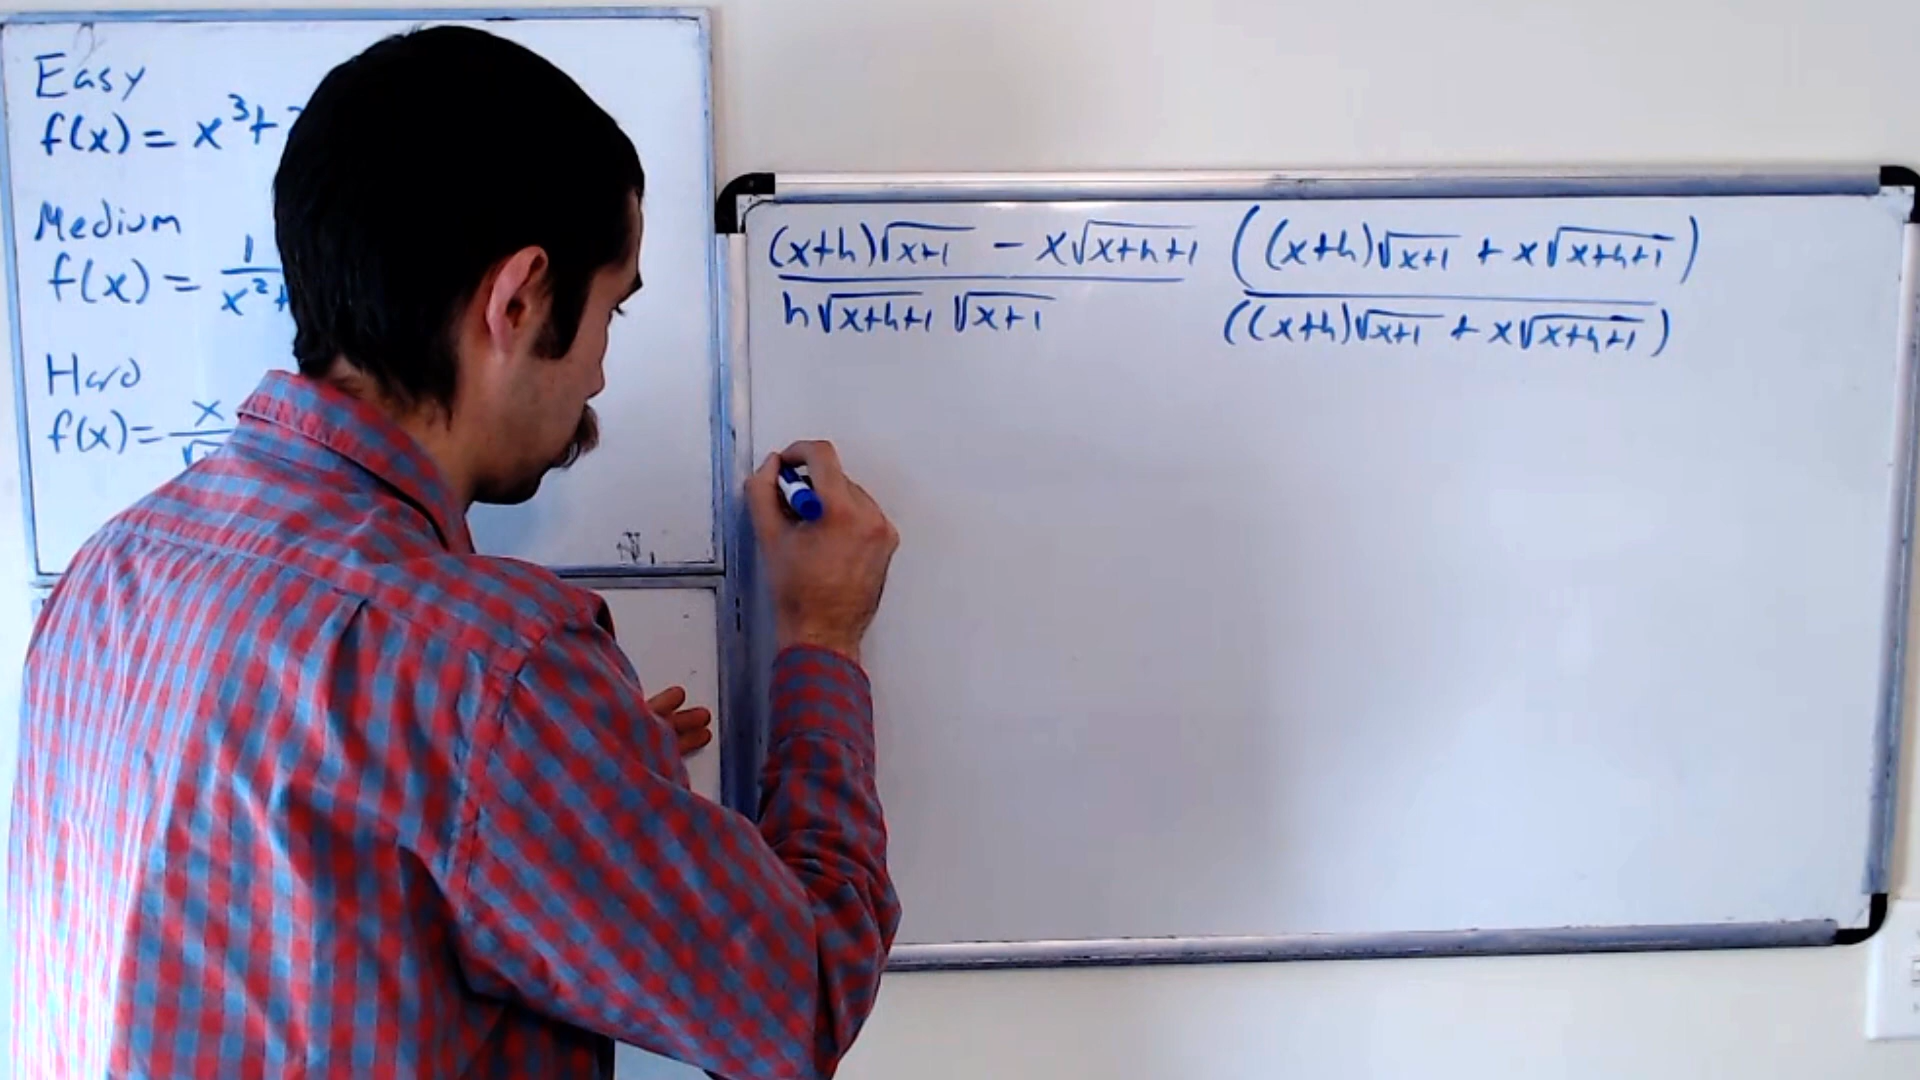 Easy
f(x) = x³+
Medium
f(x) = 1/x²+
Hard
f(x) = x/√
(x+h)√(x+1) − x√(x+h+1) ((x+h)√(x+1) + x√(x+h+1))
h√(x+h+1) √(x+1) ((x+h)√(x+1) + x√(x+h+1))